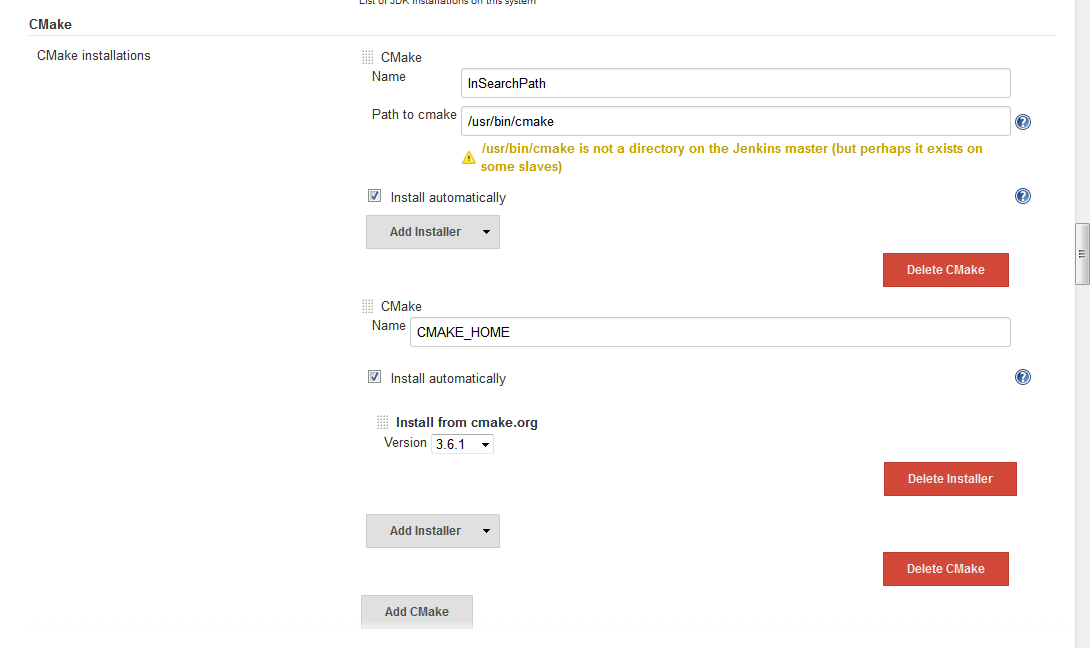 List of JDK installations on this system
CMake
CMake installations
CMake
Name
InSearchPath
Path to cmake
/usr/bin/cmake
/usr/bin/cmake is not a directory on the Jenkins master (but perhaps it exists on
some slaves)
Install automatically
Add Installer
Delete CMake
CMake
Name
CMAKE_HOME
Install automatically
Install from cmake.org
Version
3.6.1
Delete Installer
Add Installer
Delete CMake
Add CMake